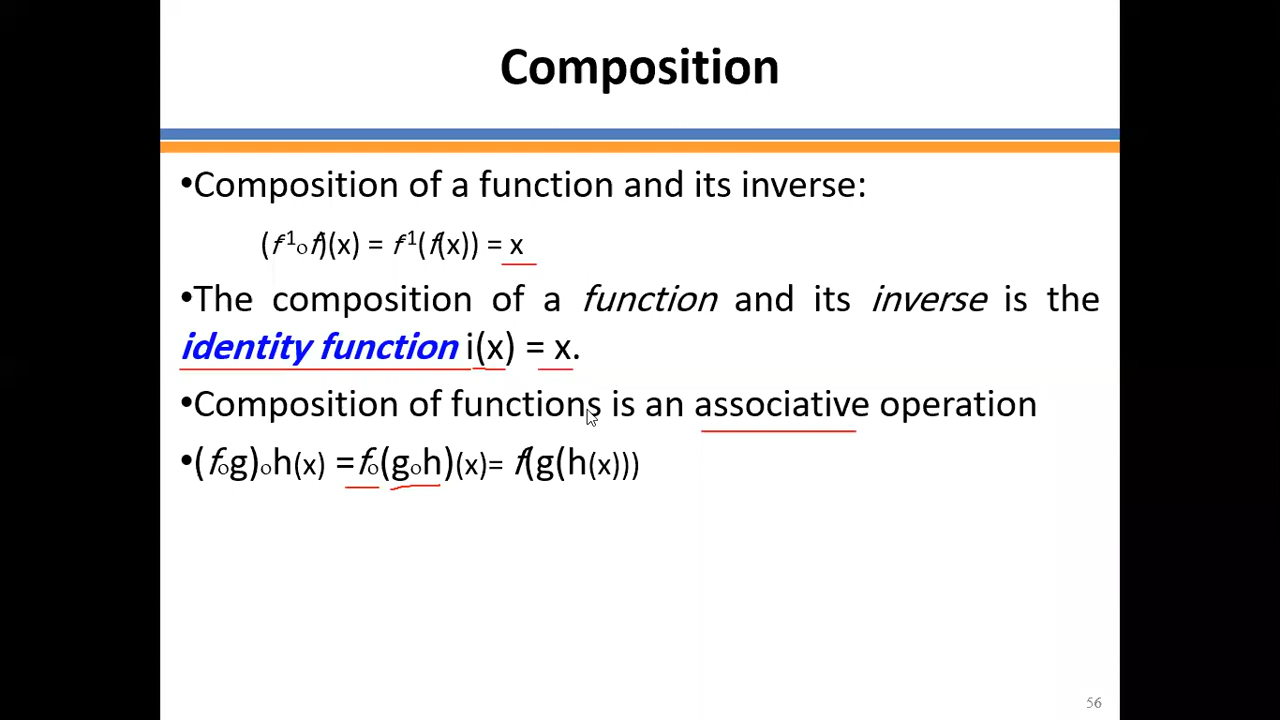 Composition
•Composition of a function and its inverse:
(f ¹○f)(x) = f ¹(f(x)) = x
•The composition of a function and its inverse is the
identity function i(x) = x.
•Composition of functions is an associative operation
•(f○g)○h(x) =f○(g○h)(x)= f(g(h(x)))
56